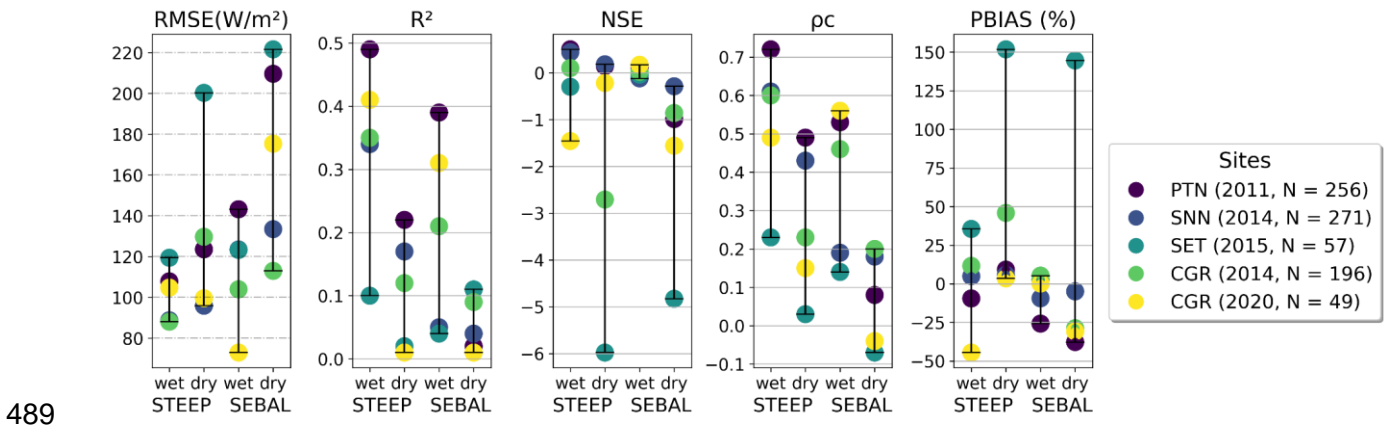 RMSE(W/m²) R² NSE ρc PBIAS (%)
220
200
180
160
140
120
100
80
wet dry wet dry
STEEP SEBAL
0.5
0.4
0.3
0.2
0.1
0.0
wet dry wet dry
STEEP SEBAL
0
−1
−2
−3
−4
−5
−6
wet dry wet dry
STEEP SEBAL
0.7
0.6
0.5
0.4
0.3
0.2
0.1
0.0
−0.1
wet dry wet dry
STEEP SEBAL
150
125
100
75
50
25
0
−25
−50
wet dry wet dry
STEEP SEBAL
Sites
PTN (2011, N = 256)
SNN (2014, N = 271)
SET (2015, N = 57)
CGR (2014, N = 196)
CGR (2020, N = 49)
489